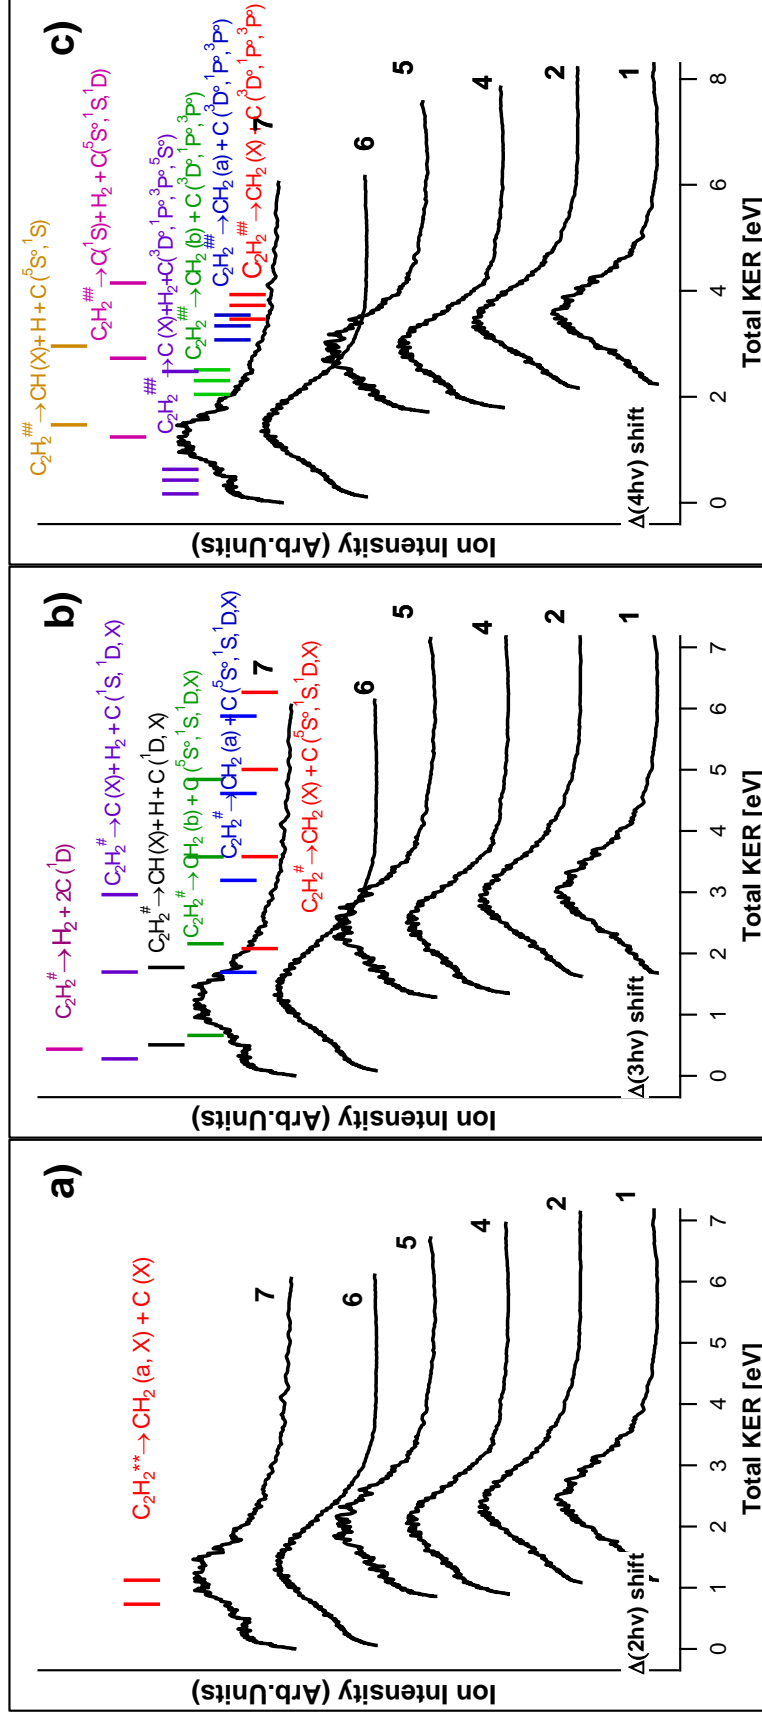 a)
C₂H₂** →CH₂ (a, X) + C (X)
7
6
5
4
2
1
Δ(2hν) shift
Ion Intensity (Arb.Units)
0 1 2 3 4 5 6 7
Total KER [eV]
b)
C₂H₂# →H₂ + 2C (¹D)
C₂H₂# →C (X)+ H₂ + C (¹S, ¹D, X)
C₂H₂# →CH(X)+ H + C (¹D, X)
C₂H₂# →CH₂ (b) + C (⁵S°,¹S,¹D,X)
C₂H₂# →CH₂ (a) + C (⁵S°,¹S,¹D,X)
7
C₂H₂# →CH₂ (X) + C (⁵S°,¹S,¹D,X)
6
5
4
2
1
Δ(3hν) shift
Ion Intensity (Arb.Units)
0 1 2 3 4 5 6 7
Total KER [eV]
c)
C₂H₂## →CH(X) + H + C (⁵S°,¹S)
C₂H₂## →C(¹S)+ H₂ + C(⁵S°,¹S,¹D)
C₂H₂## →C (X)+H₂+C(³D°,¹P°,³P°,⁵S°)
C₂H₂## →CH₂ (b) + C (³D°,¹P°,³P°)
C₂H₂## →CH₂ (a) + C (³D°,¹P°,³P°)
C₂H₂## →CH₂ (X) + C (³D°,¹P°,³P°)
7
6
5
4
2
1
Δ(4hν) shift
Ion Intensity (Arb.Units)
0 2 4 6 8
Total KER [eV]